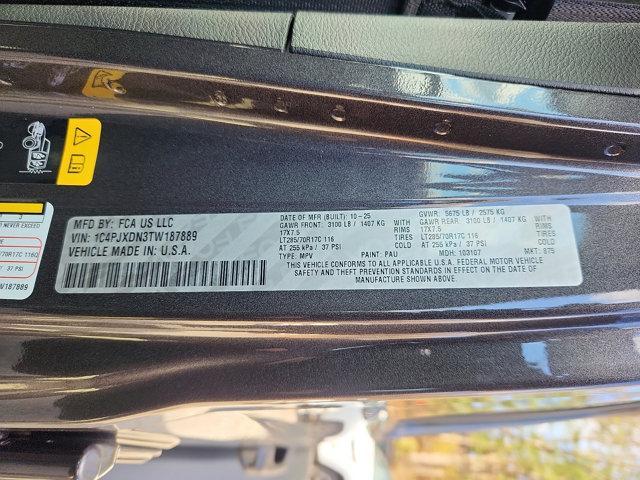 MFD BY: FCA US LLC
VIN: 1C4PJXDN3TW187889
VEHICLE MADE IN: U.S.A.
DATE OF MFR (BUILT): 10-25
GAWR FRONT: 3100 LB / 1407 KG WITH
17X7.5 RIMS
LT285/70R17C 116 TIRES
AT 255 kPa / 37 PSI
TYPE: MPV PAINT: PAU
GVWR: 5675 LB / 2575 KG
GAWR REAR: 3100 LB / 1407 KG WITH
17X7.5 RIMS
LT285/70R17C 116 TIRES
AT 255 kPa / 37 PSI
MDH: 103107 MKT: 875
THIS VEHICLE CONFORMS TO ALL APPLICABLE U.S.A. FEDERAL MOTOR VEHICLE
SAFETY AND THEFT PREVENTION STANDARDS IN EFFECT ON THE DATE OF
MANUFACTURE SHOWN ABOVE.
3
NEVER EXCEED
70R17C 116Q
37 PSI
W187889